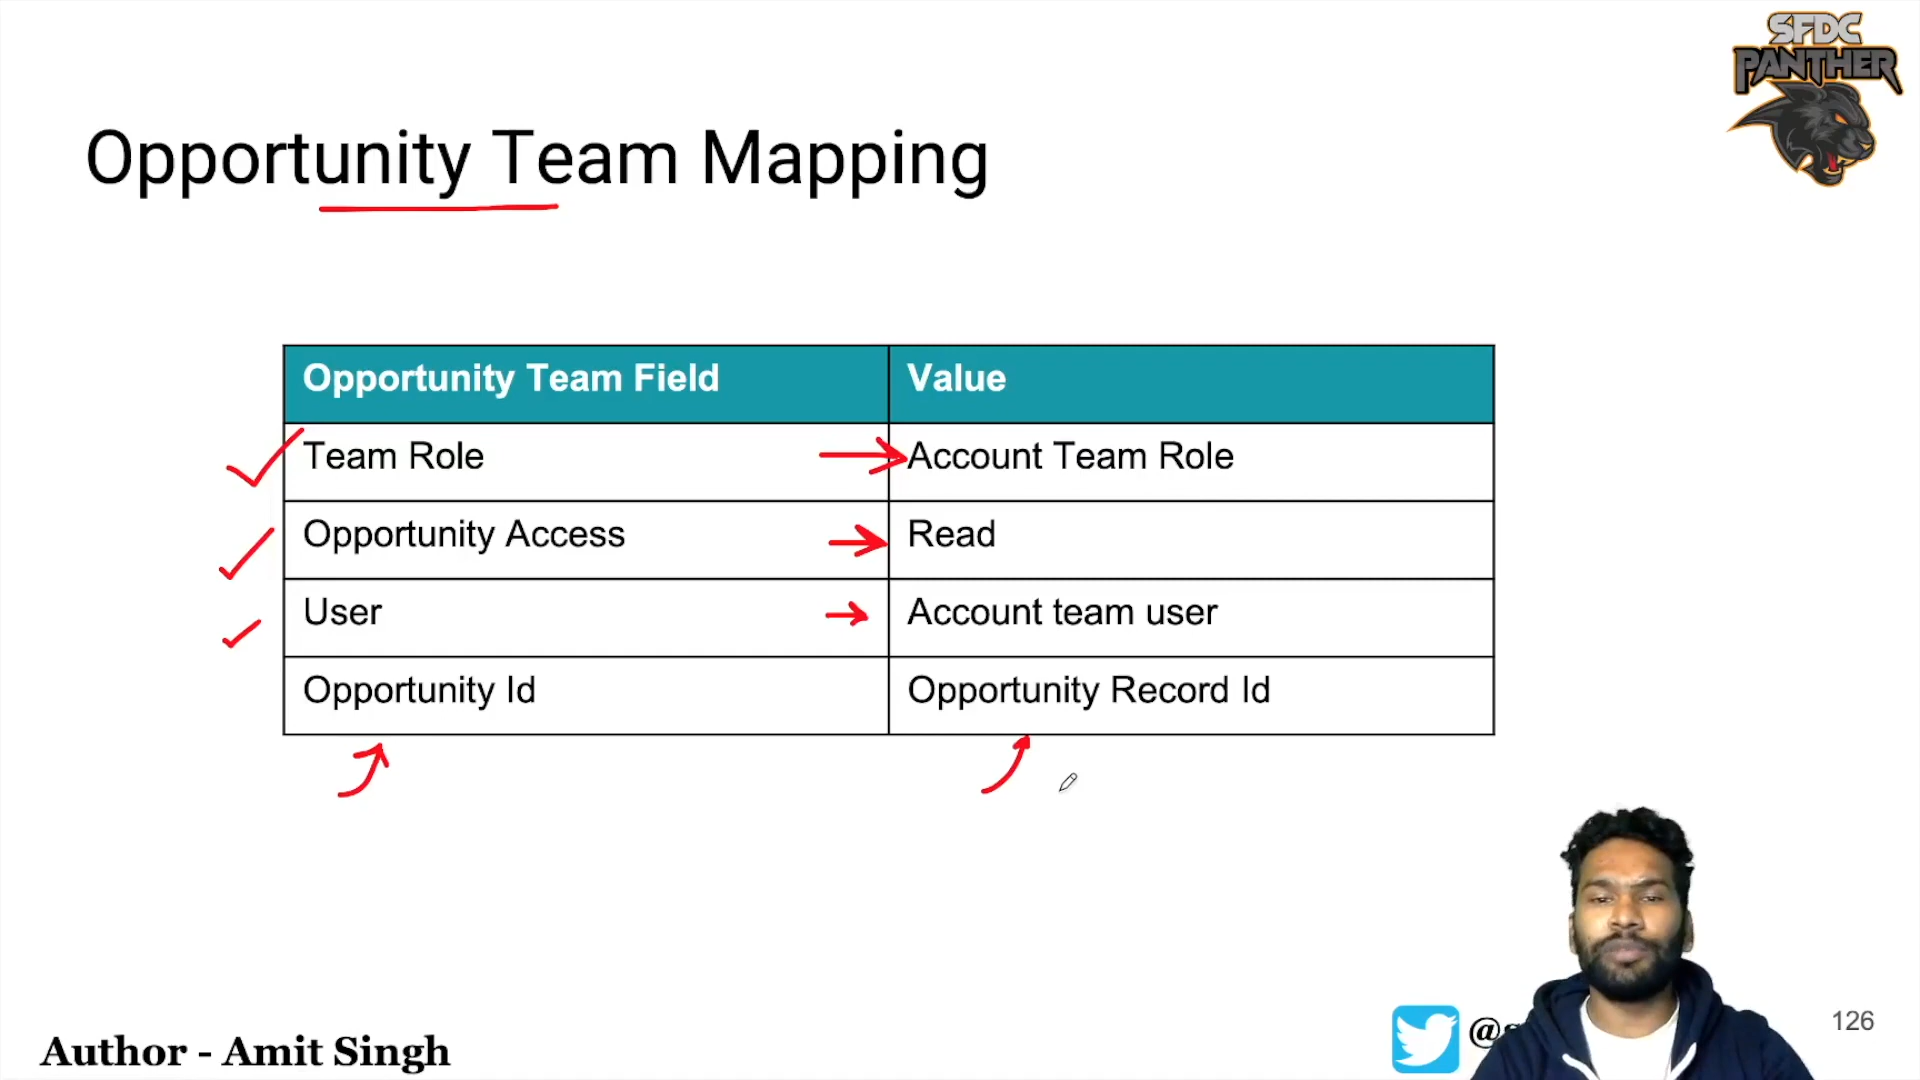 SFDC
PANTHER
Opportunity Team Mapping
Opportunity Team Field Value
Team Role Account Team Role
Opportunity Access Read
User Account team user
Opportunity Id Opportunity Record Id
126
Author - Amit Singh